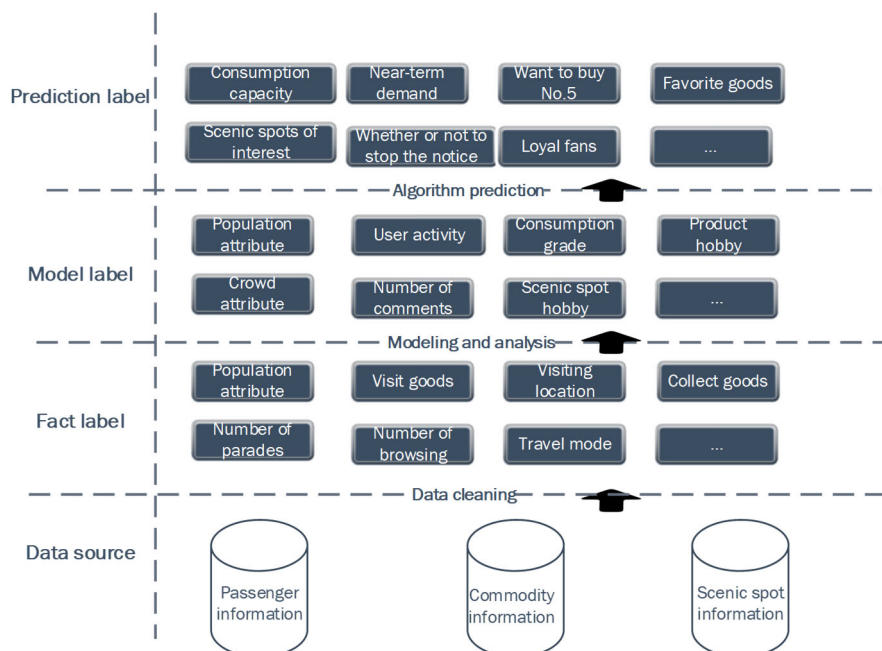 Prediction label
Consumption
capacity
Near-term
demand
Want to buy
No.5
Favorite goods
Scenic spots of
interest
Whether or not to
stop the notice
Loyal fans
...
Algorithm prediction
Model label
Population
attribute
User activity
Consumption
grade
Product
hobby
Crowd
attribute
Number of
comments
Scenic spot
hobby
...
Modeling and analysis
Fact label
Population
attribute
Visit goods
Visiting
location
Collect goods
Number of
parades
Number of
browsing
Travel mode
...
Data cleaning
Data source
Passenger
information
Commodity
information
Scenic spot
information